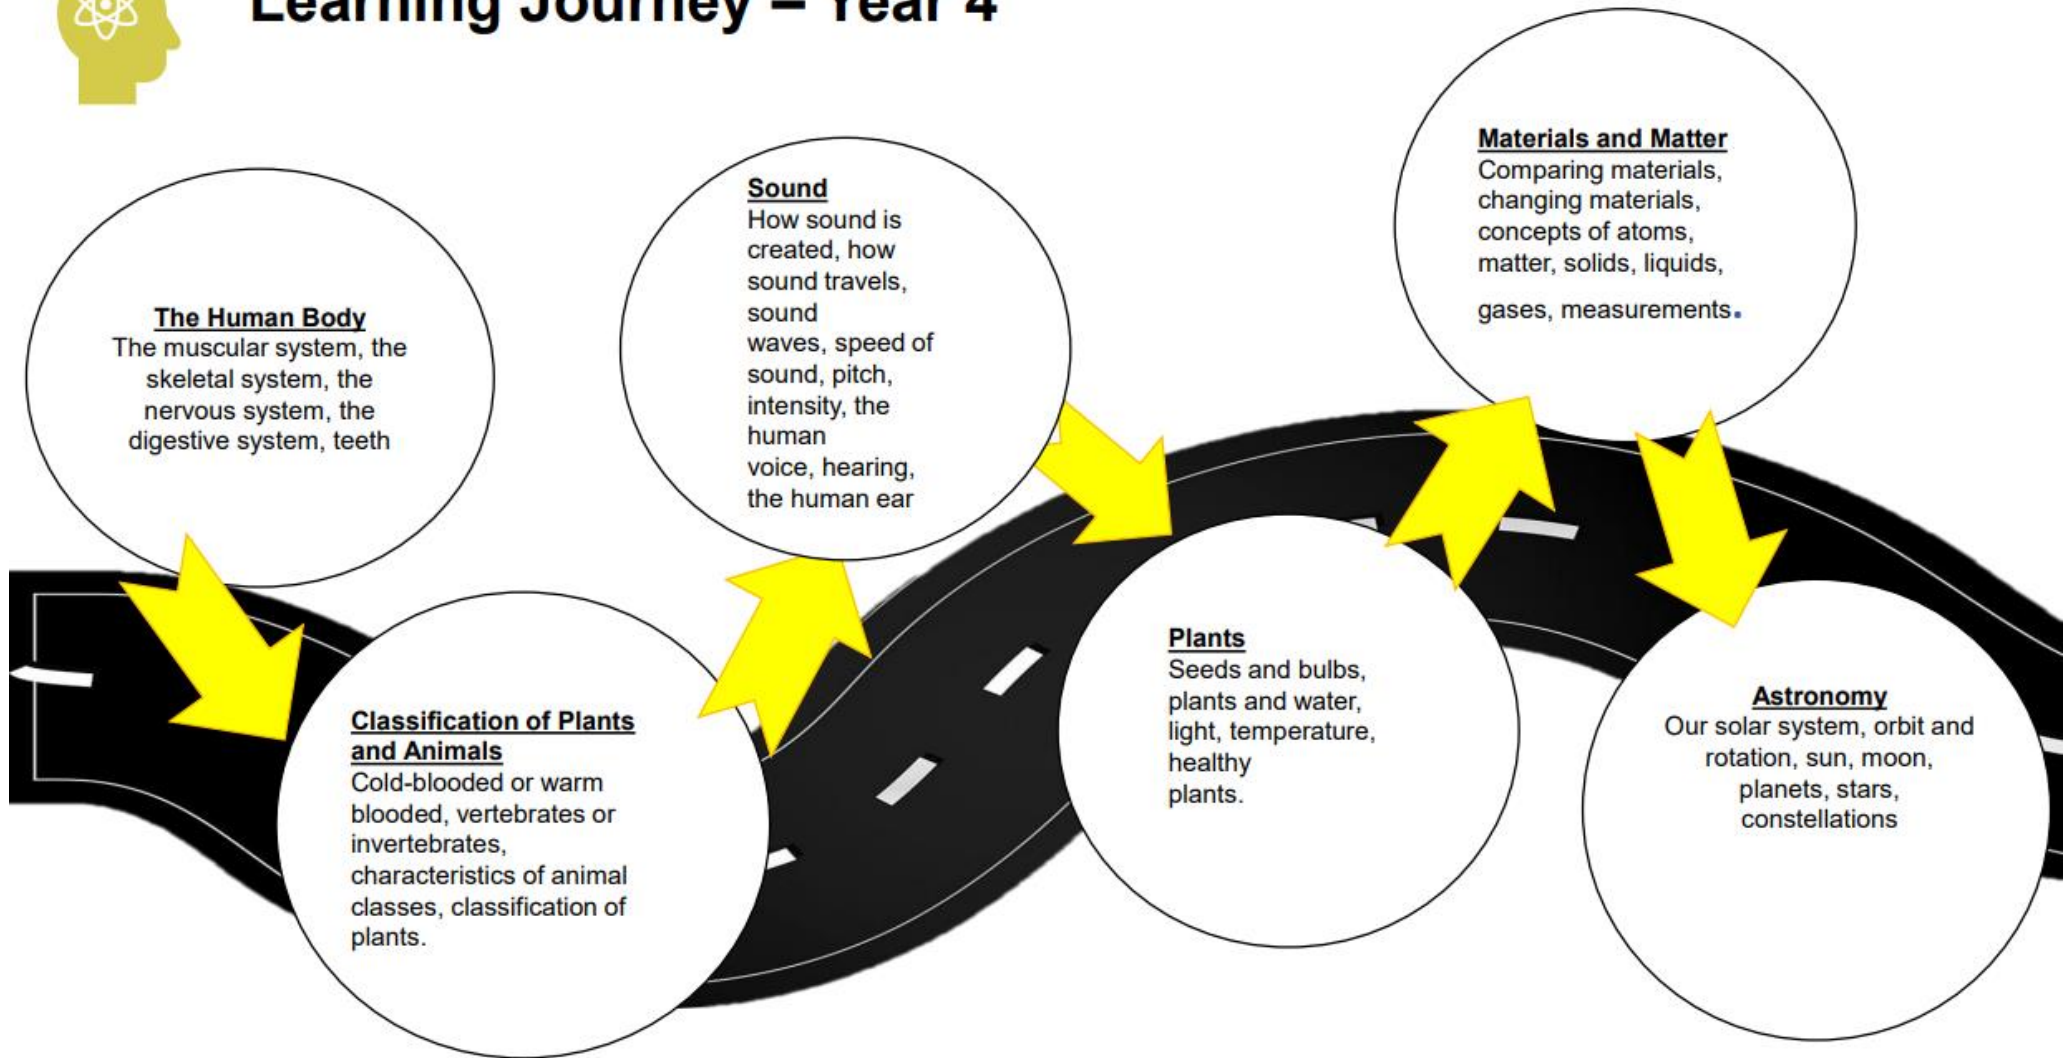 Learning Journey – Year 4
The Human Body
The muscular system, the
skeletal system, the
nervous system, the
digestive system, teeth
Classification of Plants
and Animals
Cold-blooded or warm
blooded, vertebrates or
invertebrates,
characteristics of animal
classes, classification of
plants.
Sound
How sound is
created, how
sound travels,
sound
waves, speed of
sound, pitch,
intensity, the
human
voice, hearing,
the human ear
Plants
Seeds and bulbs,
plants and water,
light, temperature,
healthy
plants.
Materials and Matter
Comparing materials,
changing materials,
concepts of atoms,
matter, solids, liquids,
gases, measurements.
Astronomy
Our solar system, orbit and
rotation, sun, moon,
planets, stars,
constellations